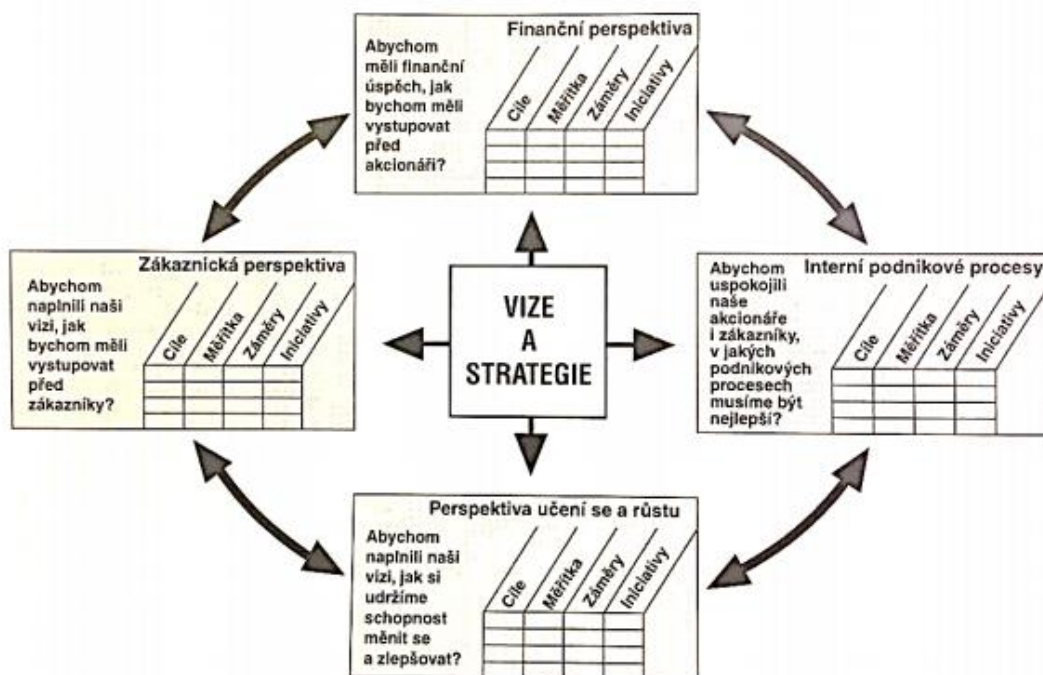 Finanční perspektiva
Abychom
měli finanční
úspěch, jak
bychom měli
vystupovat
před
akcionáři?
Cíle
Měřítka
Záměry
Iniciativy
Zákaznická perspektiva
Abychom
naplnili naši
vizi, jak
bychom měli
vystupovat
před
zákazníky?
Cíle
Měřítka
Záměry
Iniciativy
VIZE
A
STRATEGIE
Interní podnikové procesy
Abychom
uspokojili
naše
akcionáře
i zákazníky,
v jakých
podnikových
procesech
musíme být
nejlepší?
Cíle
Měřítka
Záměry
Iniciativy
Perspektiva učení se a růstu
Abychom
naplnili naši
vizi, jak si
udržíme
schopnost
měnit se
a zlepšovat?
Cíle
Měřítka
Záměry
Iniciativy